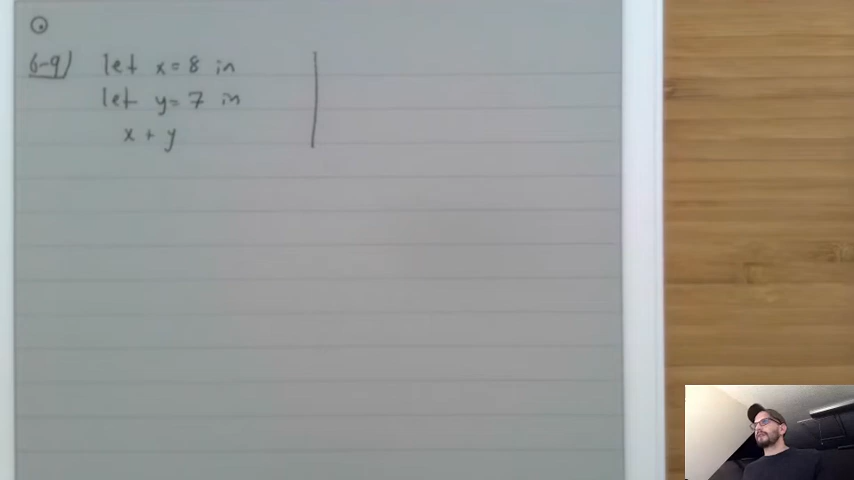 6-9) let x = 8 in
let y = 7 in
x + y